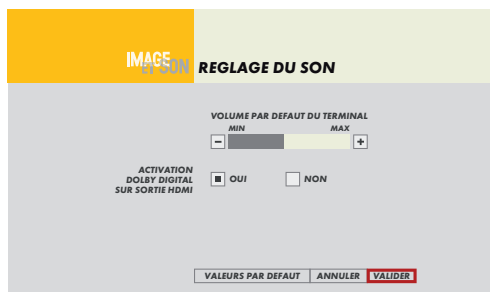 IMAGE
ET SON
REGLAGE DU SON
VOLUME PAR DEFAUT DU TERMINAL
MIN MAX
- +
ACTIVATION
DOLBY DIGITAL
SUR SORTIE HDMI
OUI NON
VALEURS PAR DEFAUT ANNULER VALIDER